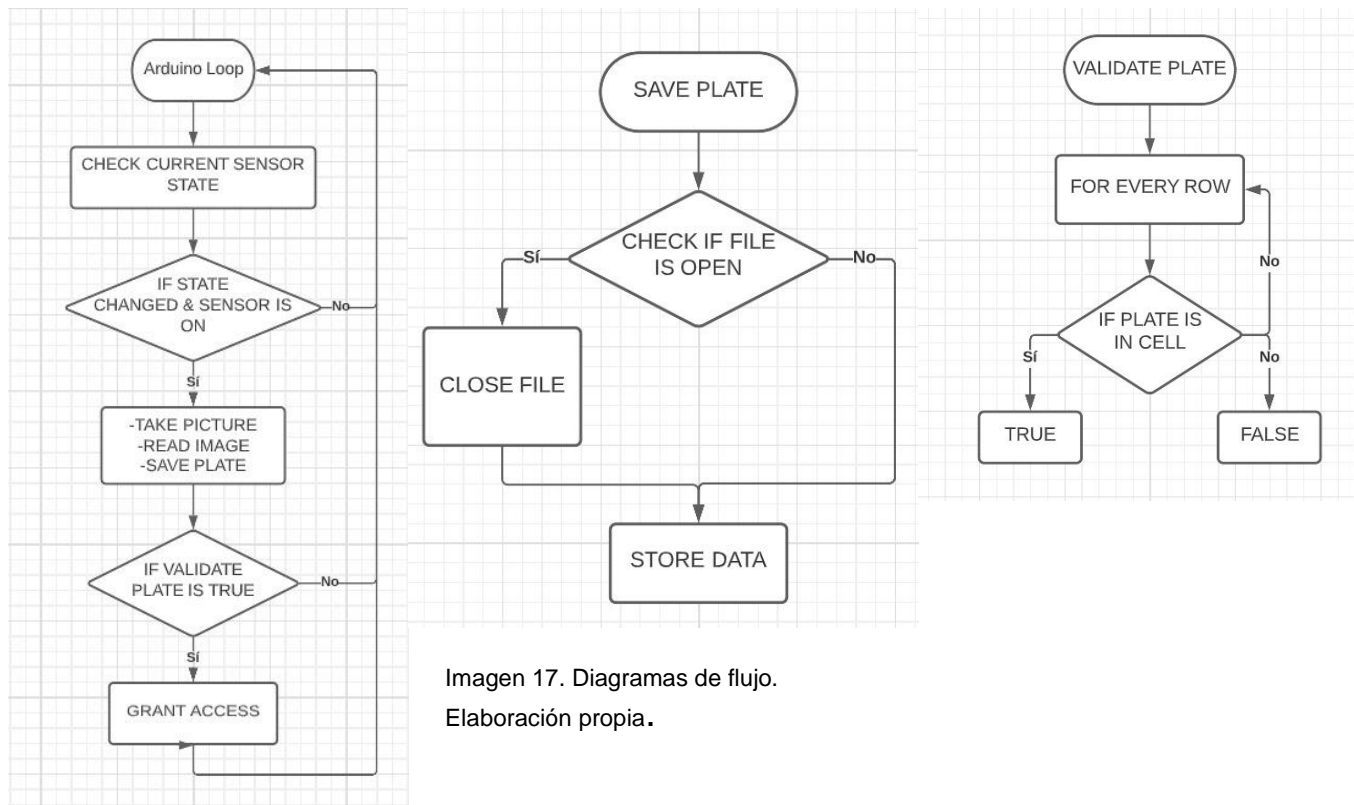 Arduino Loop
CHECK CURRENT SENSOR
STATE
IF STATE
CHANGED & SENSOR IS
ON
No
Sí
-TAKE PICTURE
-READ IMAGE
-SAVE PLATE
IF VALIDATE
PLATE IS TRUE
No
Sí
GRANT ACCESS
SAVE PLATE
CHECK IF FILE
IS OPEN
Sí
No
CLOSE FILE
STORE DATA
VALIDATE PLATE
FOR EVERY ROW
No
IF PLATE IS
IN CELL
Sí
No
TRUE
FALSE
Imagen 17. Diagramas de flujo.
Elaboración propia.